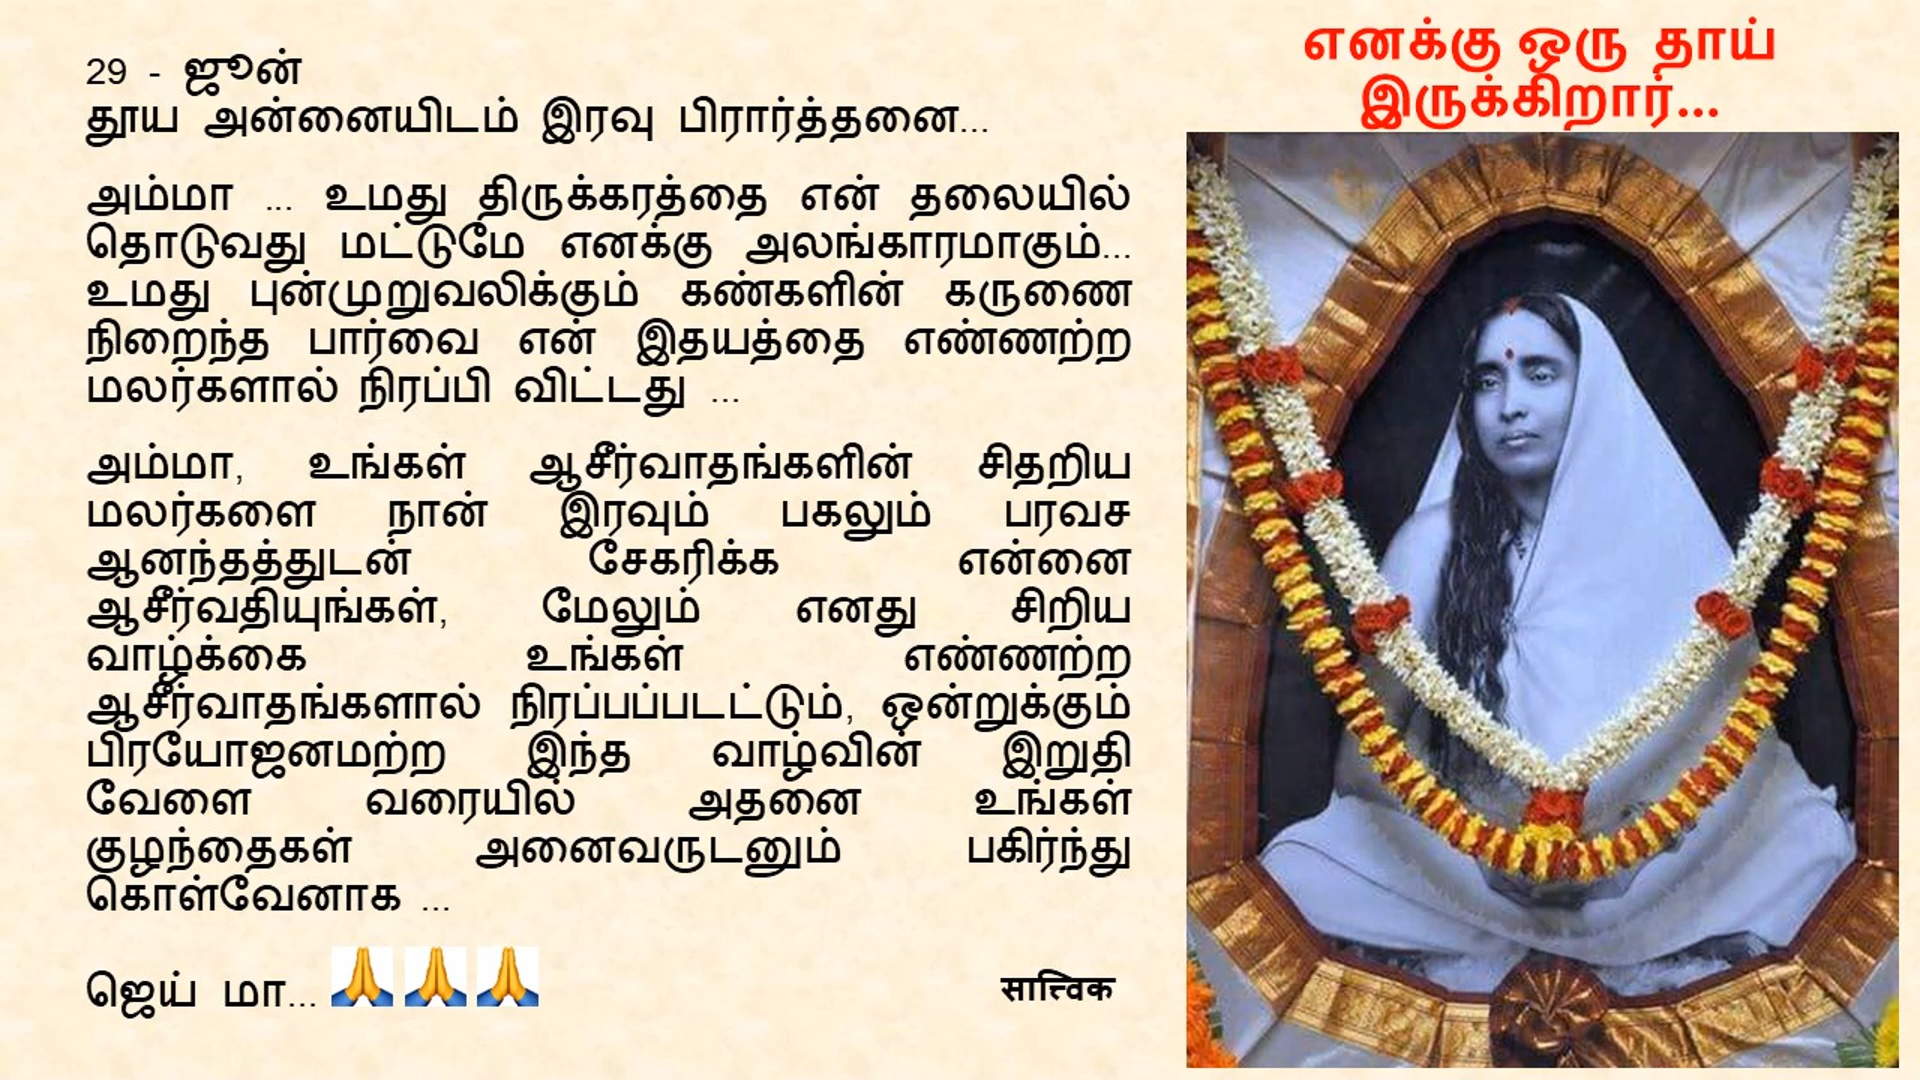 எனக்கு ஒரு தாய்
இருக்கிறார்...
29 - ஜூன்
தூய அன்னையிடம் இரவு பிரார்த்தனை...
அம்மா ... உமது திருக்கரத்தை என் தலையில்
தொடுவது மட்டுமே எனக்கு அலங்காரமாகும்...
உமது புன்முறுவலிக்கும் கண்களின் கருணை
நிறைந்த பார்வை என் இதயத்தை எண்ணற்ற
மலர்களால் நிரப்பி விட்டது ...
அம்மா, உங்கள் ஆசீர்வாதங்களின் சிதறிய
மலர்களை நான் இரவும் பகலும் பரவச
ஆனந்தத்துடன் சேகரிக்க என்னை
ஆசீர்வதியுங்கள், மேலும் எனது சிறிய
வாழ்க்கை உங்கள் எண்ணற்ற
ஆசீர்வாதங்களால் நிரப்பப்படட்டும், ஒன்றுக்கும்
பிரயோஜனமற்ற இந்த வாழ்வின் இறுதி
வேளை வரையில் அதனை உங்கள்
குழந்தைகள் அனைவருடனும் பகிர்ந்து
கொள்வேனாக ...
ஜெய் மா... 🙏🙏🙏
सात्त्विक